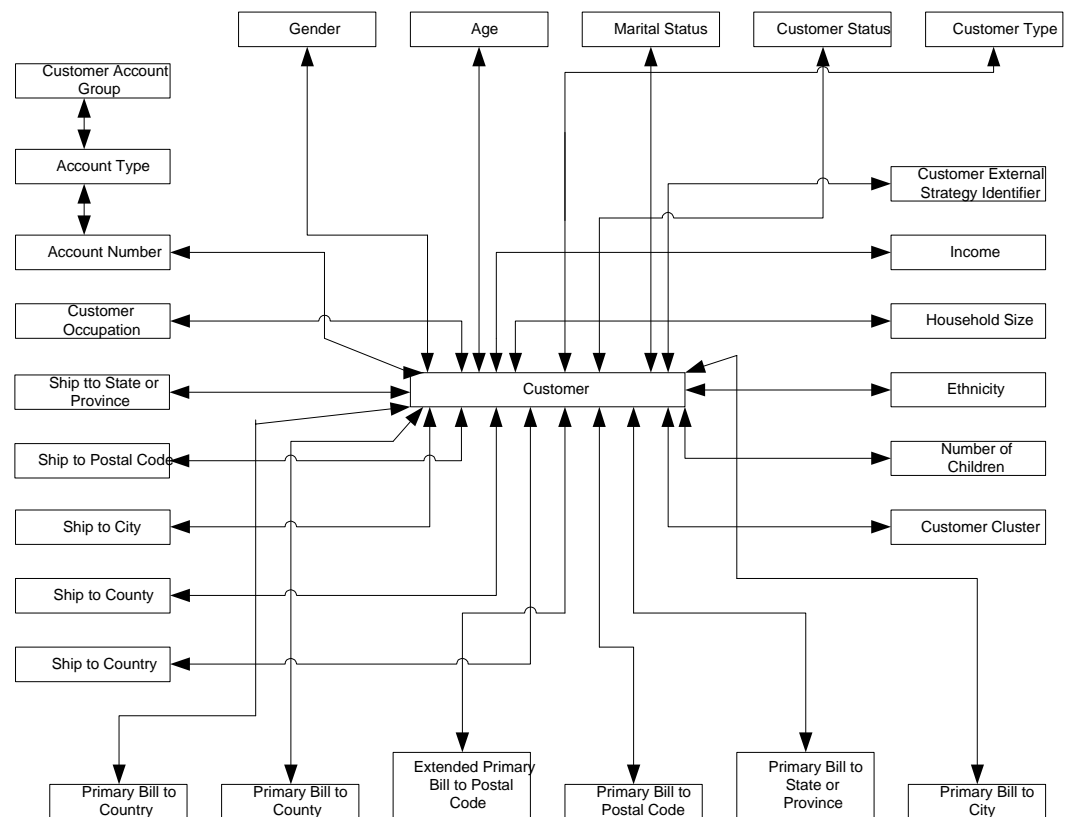 Gender
Age
Marital Status
Customer Status
Customer Type
Customer Account
Group
Account Type
Customer External
Strategy Identifier
Account Number
Income
Customer
Occupation
Household Size
Ship tto State or
Province
Customer
Ethnicity
Ship to Postal Code
Number of
Children
Ship to City
Customer Cluster
Ship to County
Ship to Country
Primary Bill to
Country
Primary Bill to
County
Extended Primary
Bill to Postal
Code
Primary Bill to
Postal Code
Primary Bill to
State or
Province
Primary Bill to
City